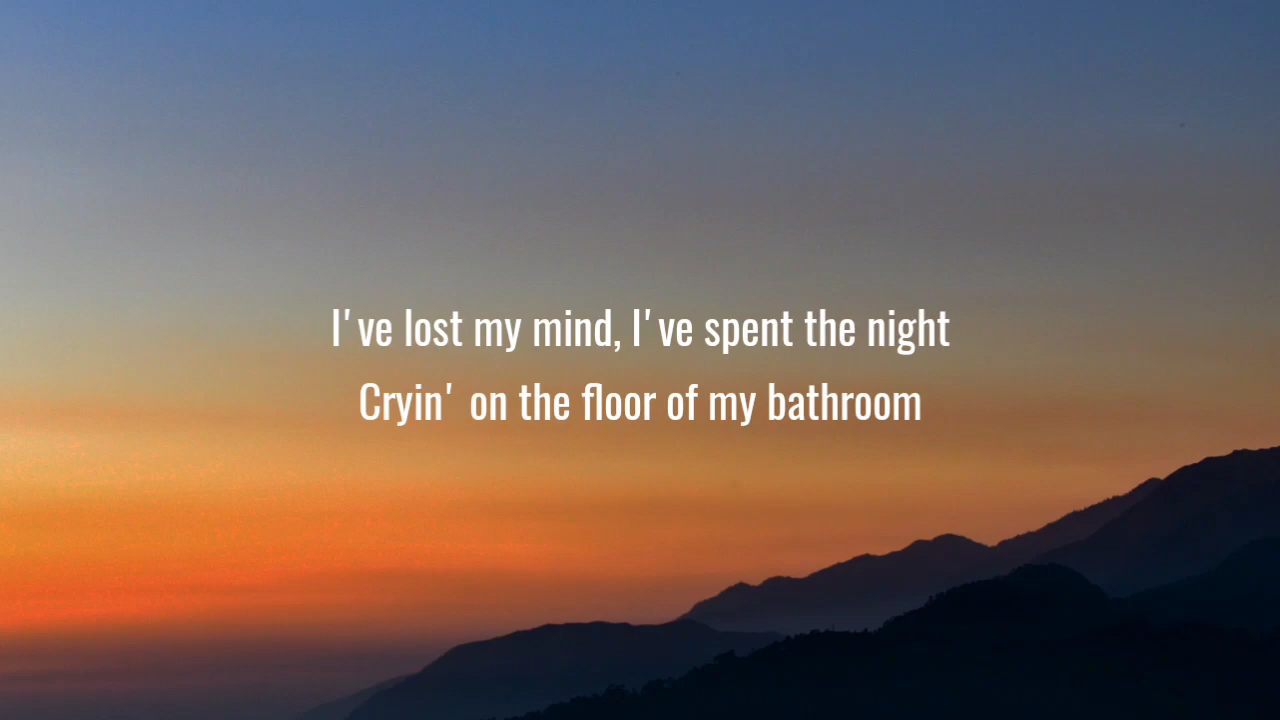 I've lost my mind, I've spent the night
Cryin' on the floor of my bathroom